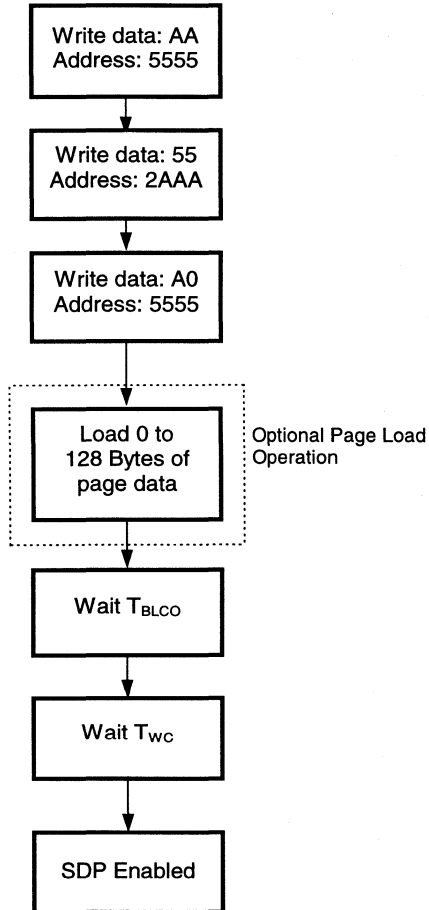 Write data: AA
Address: 5555
Write data: 55
Address: 2AAA
Write data: A0
Address: 5555
Load 0 to
128 Bytes of
page data
Optional Page Load
Operation
Wait TBLCO
Wait TWC
SDP Enabled